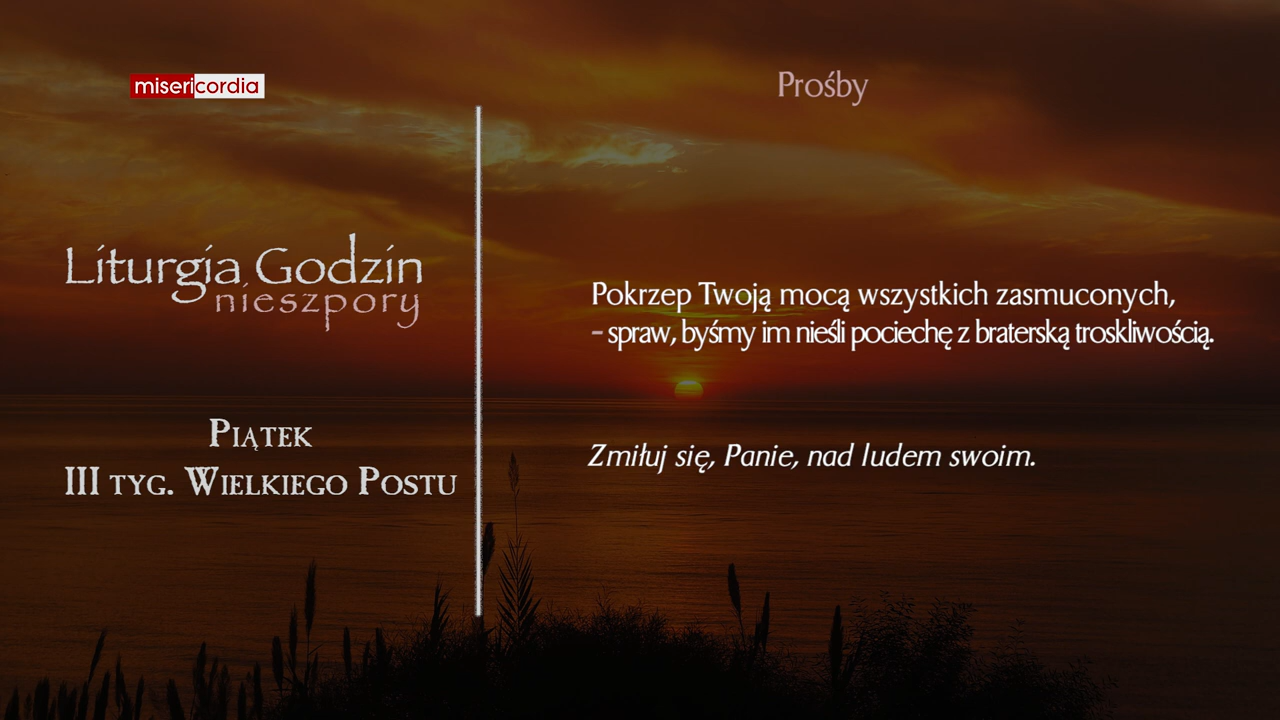 misericordia
Liturgia Godzin
nieszpory
Piątek
III tyg. Wielkiego Postu
Prośby
Pokrzep Twoją mocą wszystkich zasmuconych,
- spraw, byśmy im nieśli pociechę z braterską troskliwością.
Zmiłuj się, Panie, nad ludem swoim.